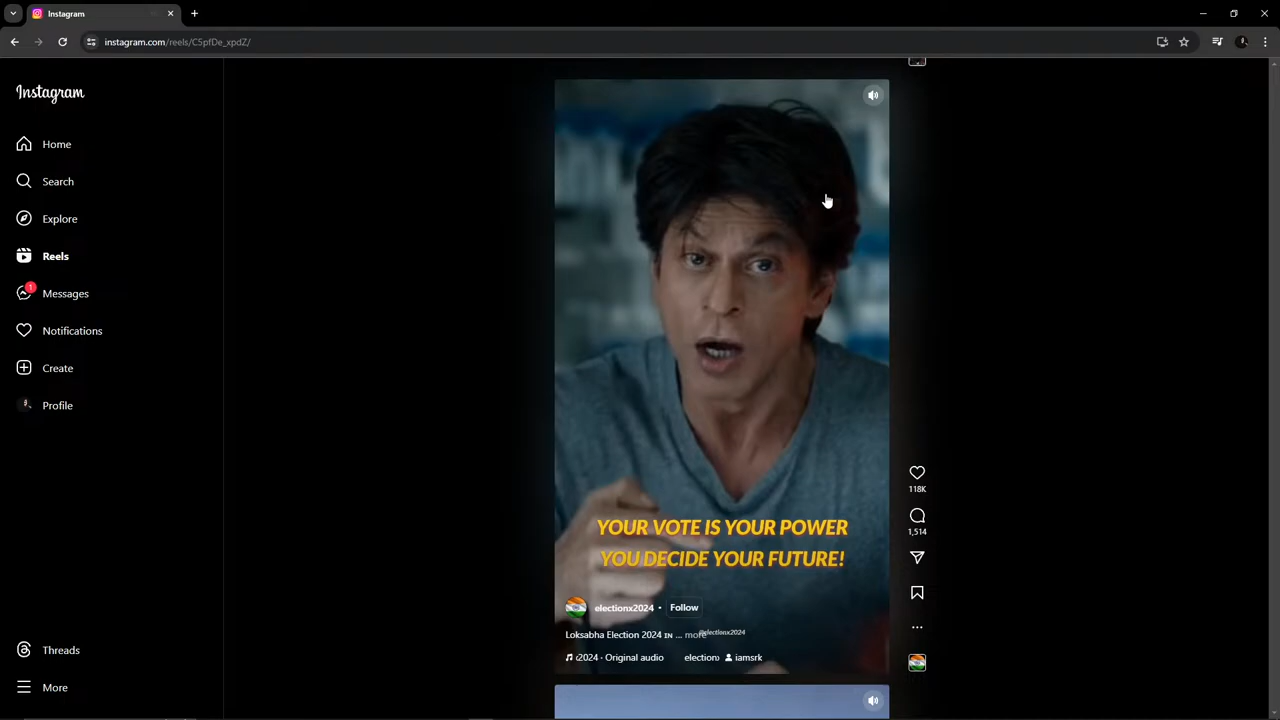 Instagram
instagram.com/reels/C5pfDe_xpdZ/
Instagram
Home
Search
Explore
Reels
1
Messages
Notifications
Create
Profile
Threads
More
YOUR VOTE IS YOUR POWER
YOU DECIDE YOUR FUTURE!
electionx2024 • Follow
Loksabha Election 2024 IN ... more
@electionx2024
:2024 · Original audio
election› iamsrk
118K
1,514